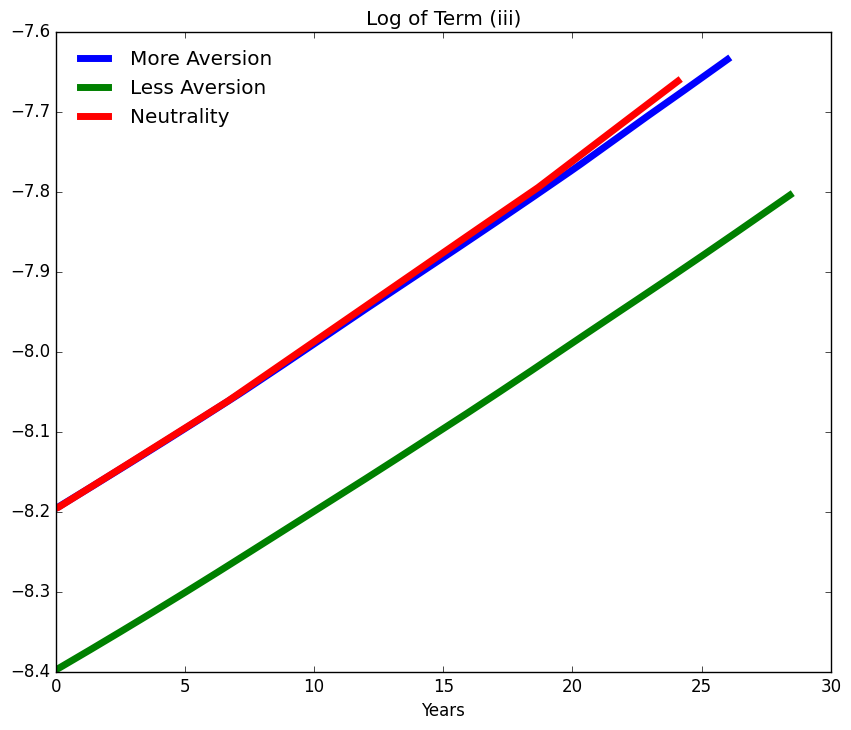 Log of Term (iii)
−7.6
−7.7
−7.8
−7.9
−8.0
−8.1
−8.2
−8.3
−8.4
More Aversion
Less Aversion
Neutrality
0 5 10 15 20 25 30
Years